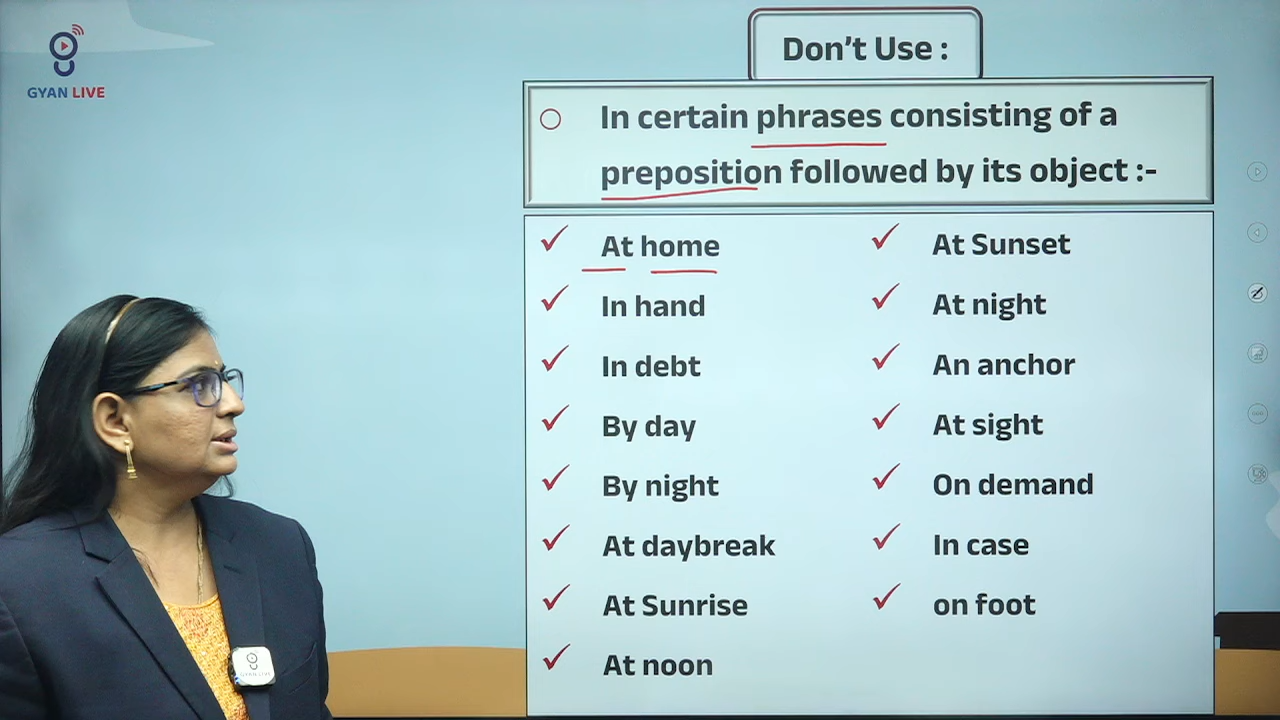 GYAN LIVE
Don't Use :
In certain phrases consisting of a
preposition followed by its object :-
At home
In hand
In debt
By day
By night
At daybreak
At Sunrise
At noon
At Sunset
At night
An anchor
At sight
On demand
In case
on foot
GYAN LIVE